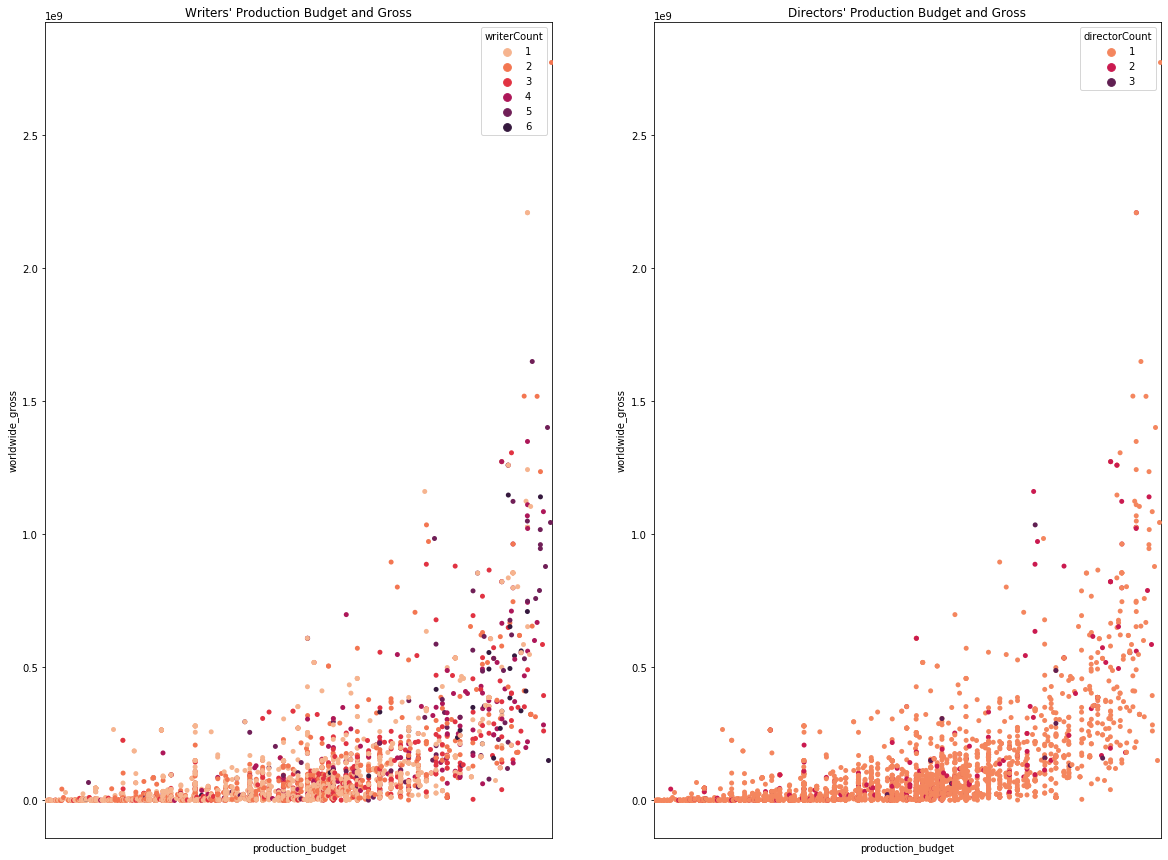 Writers' Production Budget and Gross
1e9
writerCount
1
2
3
4
5
6
2.5
2.0
1.5
1.0
0.5
0.0
worldwide_gross
production_budget
Directors' Production Budget and Gross
1e9
directorCount
1
2
3
2.5
2.0
1.5
1.0
0.5
0.0
worldwide_gross
production_budget